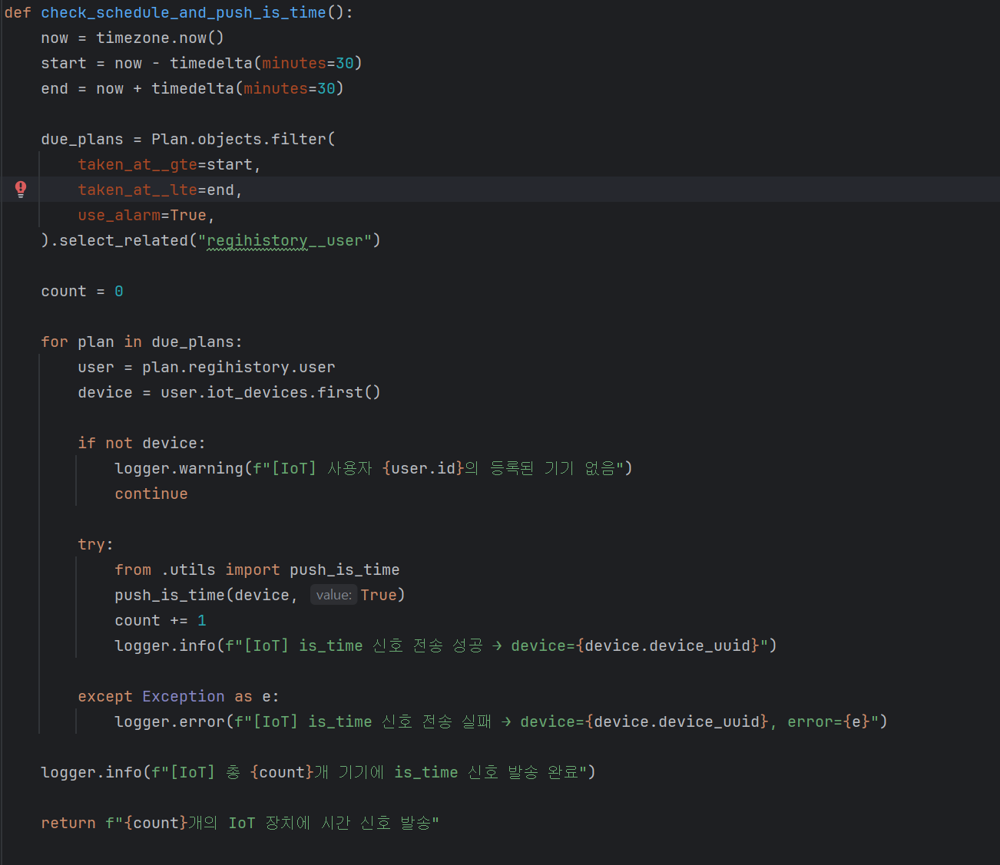 def check_schedule_and_push_is_time():
    now = timezone.now()
    start = now - timedelta(minutes=30)
    end = now + timedelta(minutes=30)

    due_plans = Plan.objects.filter(
        taken_at__gte=start,
        taken_at__lte=end,
        use_alarm=True,
    ).select_related("regihistory__user")

    count = 0

    for plan in due_plans:
        user = plan.regihistory.user
        device = user.iot_devices.first()

        if not device:
            logger.warning(f"[IoT] 사용자 {user.id}의 등록된 기기 없음")
            continue

        try:
            from .utils import push_is_time
            push_is_time(device, value: True)
            count += 1
            logger.info(f"[IoT] is_time 신호 전송 성공 → device={device.device_uuid}")

        except Exception as e:
            logger.error(f"[IoT] is_time 신호 전송 실패 → device={device.device_uuid}, error={e}")

    logger.info(f"[IoT] 총 {count}개 기기에 is_time 신호 발송 완료")

    return f"{count}개의 IoT 장치에 시간 신호 발송"